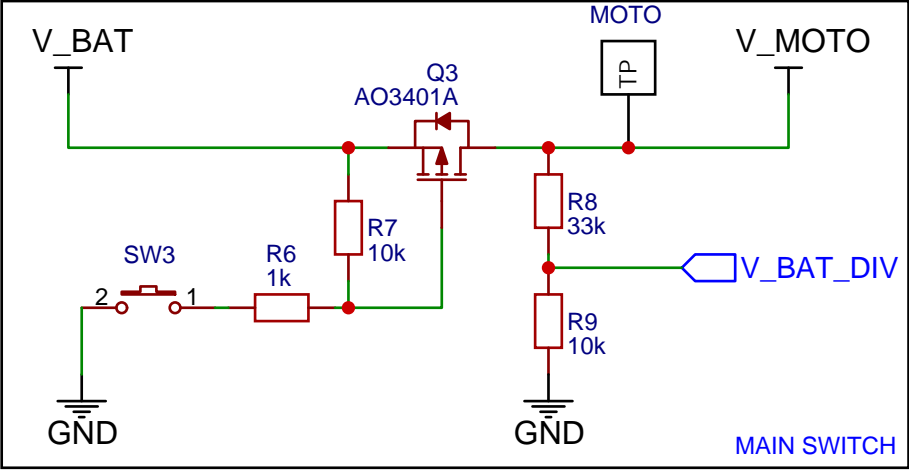 MOTO
V_BAT
V_MOTO
TP
Q3
AO3401A
R8
33k
R7
10k
SW3
R6
1k
V_BAT_DIV
2
1
R9
10k
GND
GND
MAIN SWITCH